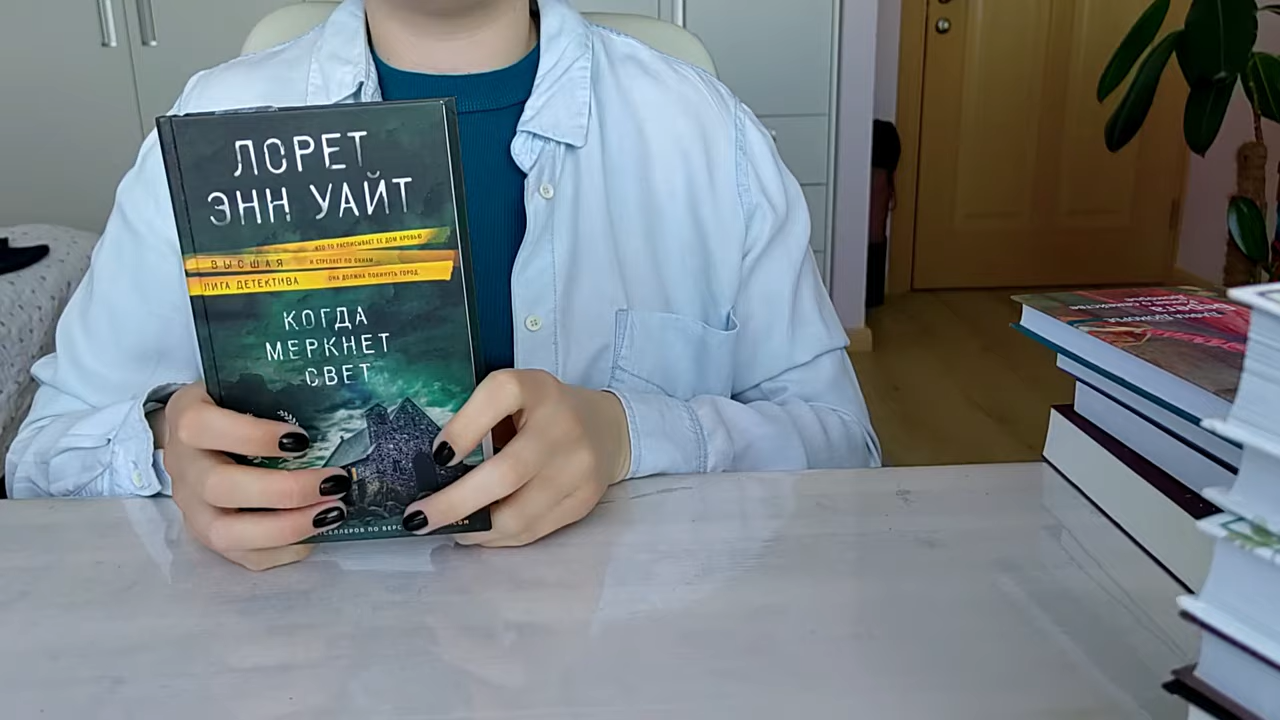 ЛОРЕТ
ЭНН УАЙТ
КТО-ТО РАСПИСЫВАЕТ ЕЕ ДОМ КРОВЬЮ
ВЫСШАЯ
И СТРЕЛЯЕТ ПО ОКНАМ
ЛИГА ДЕТЕКТИВА
ОНА ДОЛЖНА ПОКИНУТЬ ГОРОД.
КОГДА
МЕРКНЕТ
СВЕТ
ПО